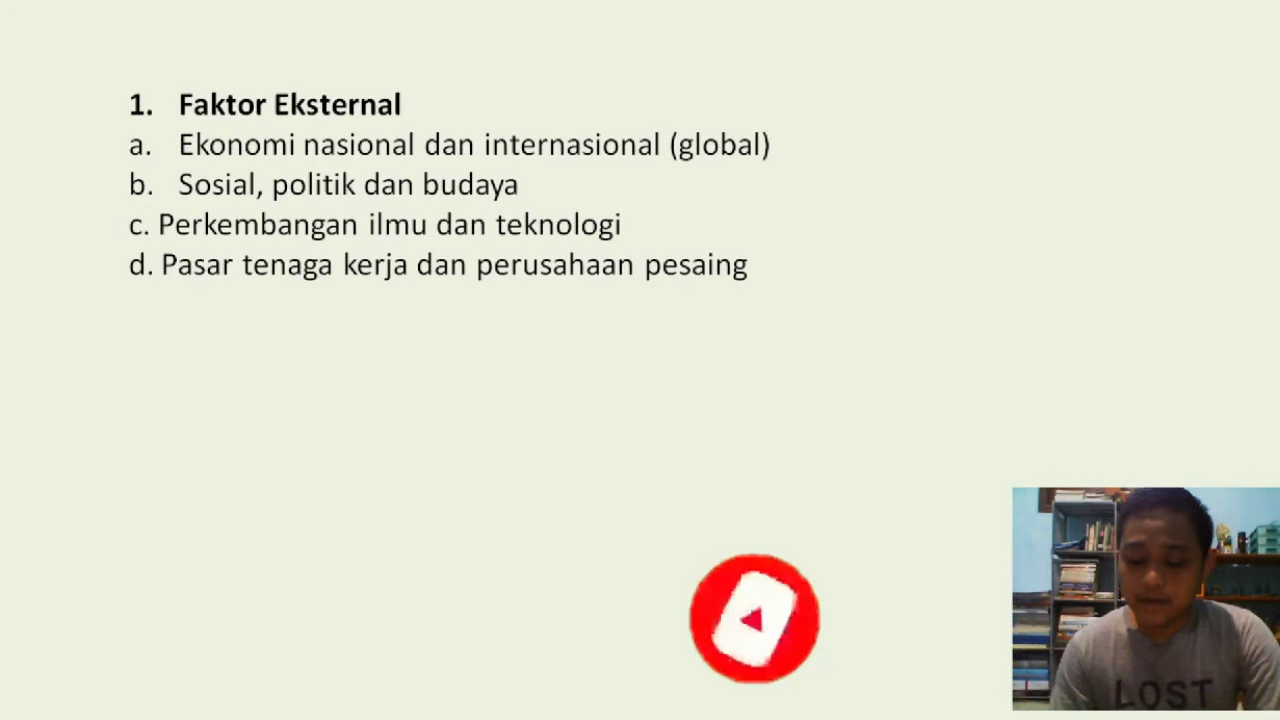 1. Faktor Eksternal
a. Ekonomi nasional dan internasional (global)
b. Sosial, politik dan budaya
c. Perkembangan ilmu dan teknologi
d. Pasar tenaga kerja dan perusahaan pesaing
LOST